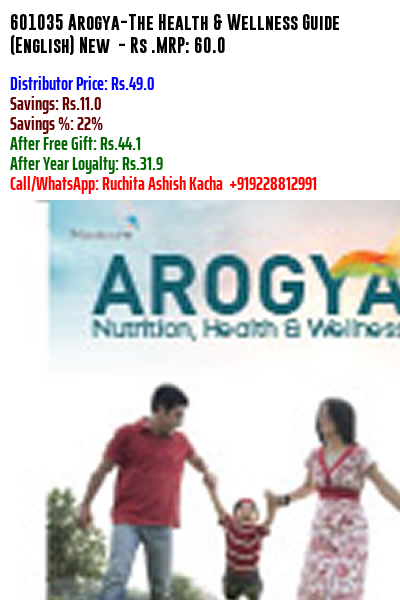 601035 Arogya-The Health & Wellness Guide
(English) New - Rs .MRP: 60.0
Distributor Price: Rs.49.0
Savings: Rs.11.0
Savings %: 22%
After Free Gift: Rs.44.1
After Year Loyalty: Rs.31.9
Call/WhatsApp: Ruchita Ashish Kacha +919228812991
AROGYA
Nutrition, Health & Wellness